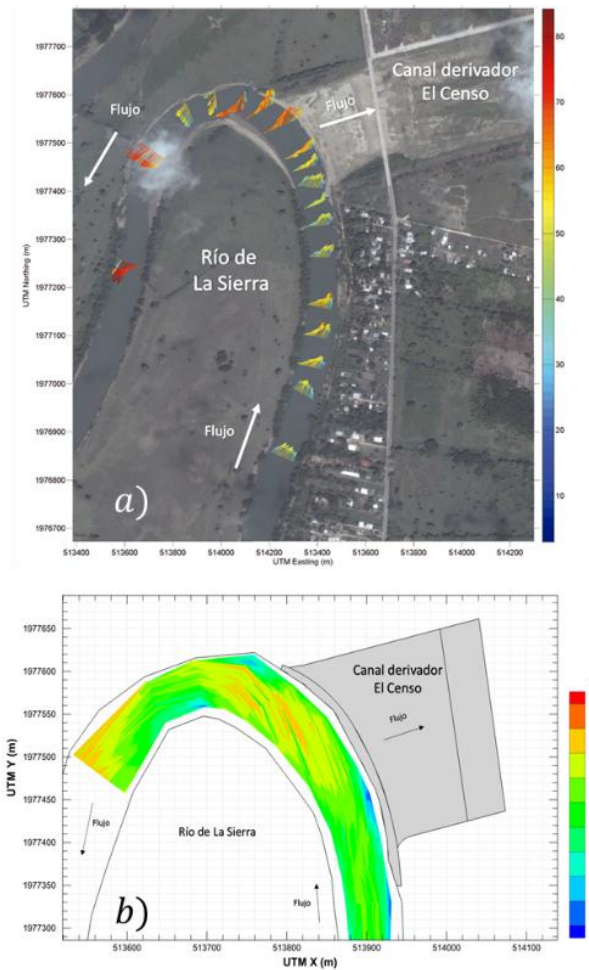 80
1977700
Canal derivador
El Censo
70
1977600
Flujo
Flujo
60
1977500
1977400
50
1977300
Río de
La Sierra
40
UTM Northing (m)
1977200
1977100
30
1977000
Flujo
20
1976900
1976800
10
a)
1976700
513400 513600 513800 514000 514200 513400 513600 513800 514000 514200
UTM Easting (m)
1977650
1977600
Canal derivador
El Censo
1977550
Flujo
1977500
UTM Y (m)
1977450
Flujo
Río de La Sierra
1977400
1977350
b)
Flujo
1977300
513600 513700 513800 513900 514000 514100
UTM X (m)